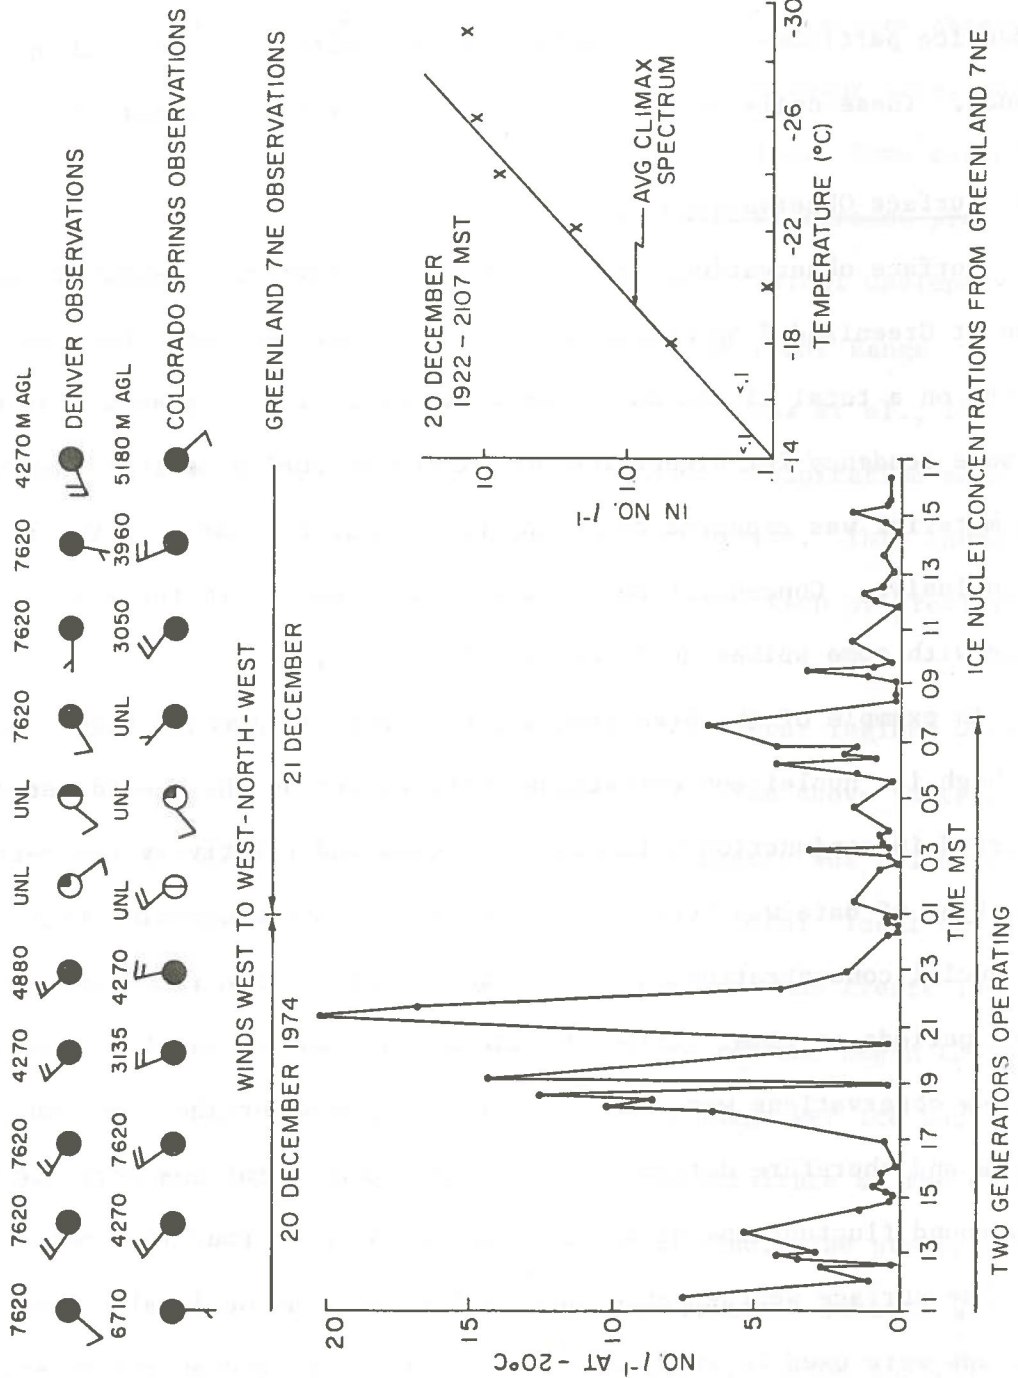 7620 7620 7620 4270 4880 UNL UNL 7620 7620 7620 4270 M AGL
DENVER OBSERVATIONS
6710 4270 7620 3135 4270 UNL UNL UNL 3050 3960 5180 M AGL
COLORADO SPRINGS OBSERVATIONS
WINDS WEST TO WEST-NORTH-WEST
GREENLAND 7NE OBSERVATIONS
20 DECEMBER 1974
21 DECEMBER
20 DECEMBER
1922 - 2107 MST
AVG CLIMAX
SPECTRUM
IN NO. l⁻¹
10
1.0
.1
<.1
<.1
-14 -18 -22 -26 -30
TEMPERATURE (°C)
NO. l⁻¹ AT -20°C
20
15
10
5
0
11 13 15 17 19 21 23 01 03 05 07 09 11 13 15 17
TIME MST
TWO GENERATORS OPERATING
ICE NUCLEI CONCENTRATIONS FROM GREENLAND 7NE